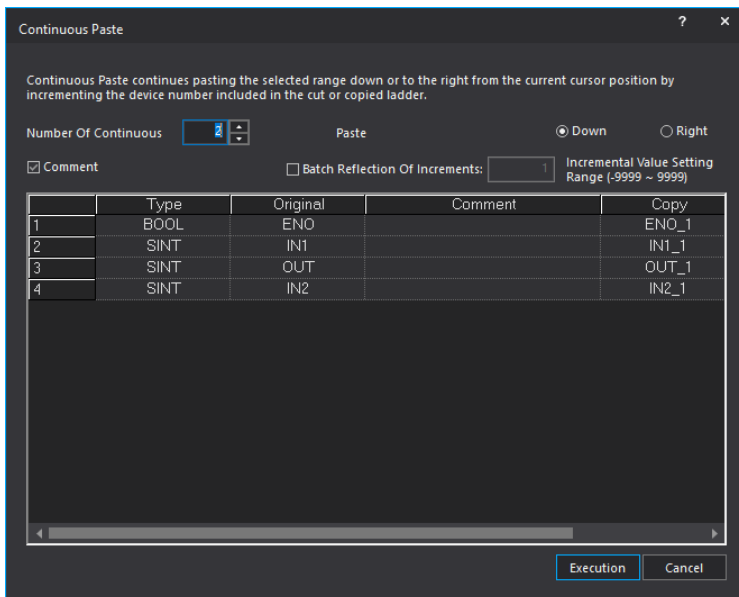 Continuous Paste
? ×
Continuous Paste continues pasting the selected range down or to the right from the current cursor position by
incrementing the device number included in the cut or copied ladder.
Number Of Continuous 2 Paste Down Right
Comment Batch Reflection Of Increments: 1 Incremental Value Setting
Range (-9999 ~ 9999)
Type Original Comment Copy
1 BOOL ENO ENO_1
2 SINT IN1 IN1_1
3 SINT OUT OUT_1
4 SINT IN2 IN2_1
Execution Cancel